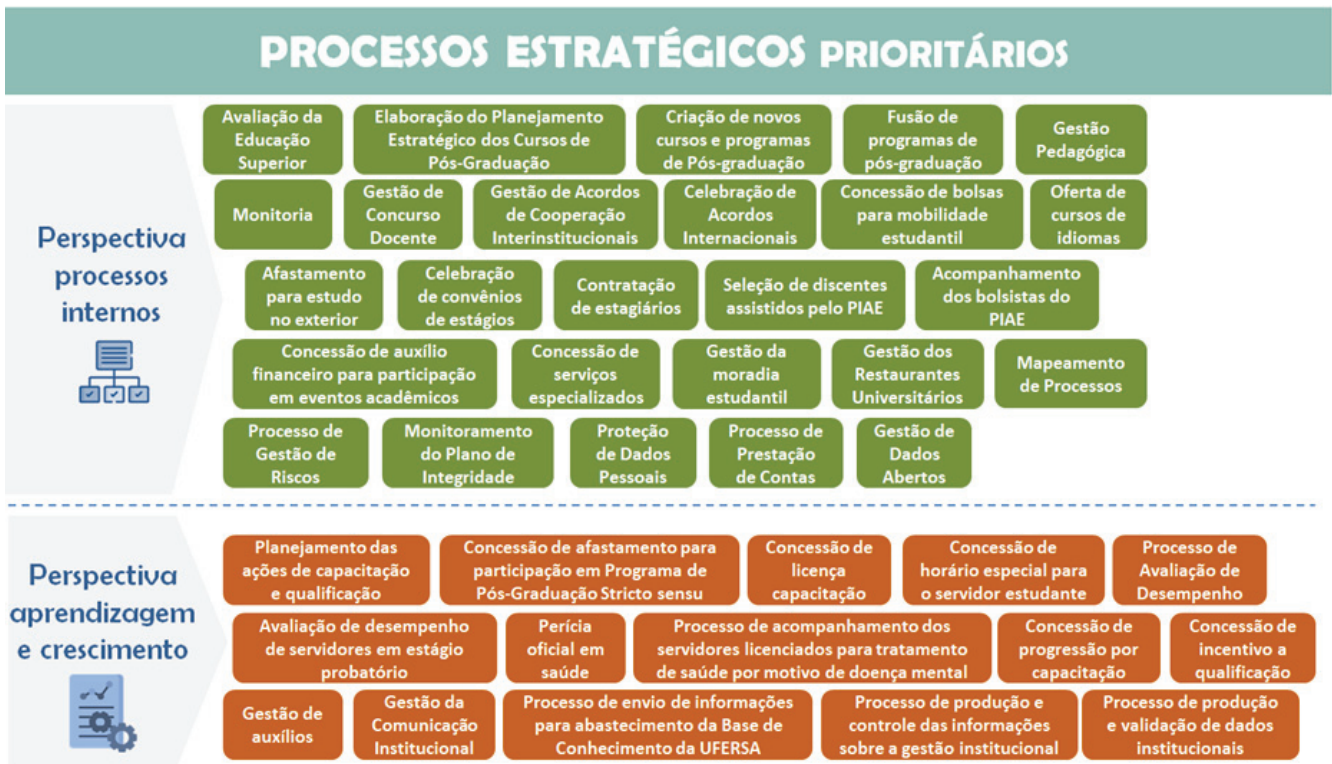 PROCESSOS ESTRATÉGICOS PRIORITÁRIOS
Perspectiva
processos
internos
Avaliação da
Educação
Superior
Elaboração do Planejamento
Estratégico dos Cursos de
Pós-Graduação
Criação de novos
cursos e programas
de Pós-graduação
Fusão de
programas de
pós-graduação
Gestão
Pedagógica
Monitoria
Gestão de
Concurso
Docente
Gestão de Acordos
de Cooperação
Interinstitucionais
Celebração de
Acordos
Internacionais
Concessão de bolsas
para mobilidade
estudantil
Oferta de
cursos de
idiomas
Afastamento
para estudo
no exterior
Celebração
de convênios
de estágios
Contratação
de estagiários
Seleção de discentes
assistidos pelo PIAE
Acompanhamento
dos bolsistas do
PIAE
Concessão de auxílio
financeiro para participação
em eventos acadêmicos
Concessão de
serviços
especializados
Gestão da
moradia
estudantil
Gestão dos
Restaurantes
Universitários
Mapeamento
de Processos
Processo de
Gestão de
Riscos
Monitoramento
do Plano de
Integridade
Proteção
de Dados
Pessoais
Processo de
Prestação
de Contas
Gestão de
Dados
Abertos
Perspectiva
aprendizagem
e crescimento
Planejamento das
ações de capacitação
e qualificação
Concessão de afastamento para
participação em Programa de
Pós-Graduação Stricto sensu
Concessão de
licença
capacitação
Concessão de
horário especial para
o servidor estudante
Processo de
Avaliação de
Desempenho
Avaliação de desempenho
de servidores em estágio
probatório
Perícia
oficial em
saúde
Processo de acompanhamento dos
servidores licenciados para tratamento
de saúde por motivo de doença mental
Concessão de
progressão por
capacitação
Concessão de
incentivo a
qualificação
Gestão de
auxílios
Gestão da
Comunicação
Institucional
Processo de envio de informações
para abastecimento da Base de
Conhecimento da UFERSA
Processo de produção e
controle das informações
sobre a gestão institucional
Processo de produção
e validação de dados
institucionais